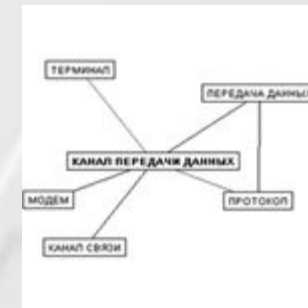 ТЕРМИНАЛ
ПЕРЕДАЧА ДАННЫХ
КАНАЛ ПЕРЕДАЧИ ДАННЫХ
МОДЕМ
ПРОТОКОЛ
КАНАЛ СВЯЗИ